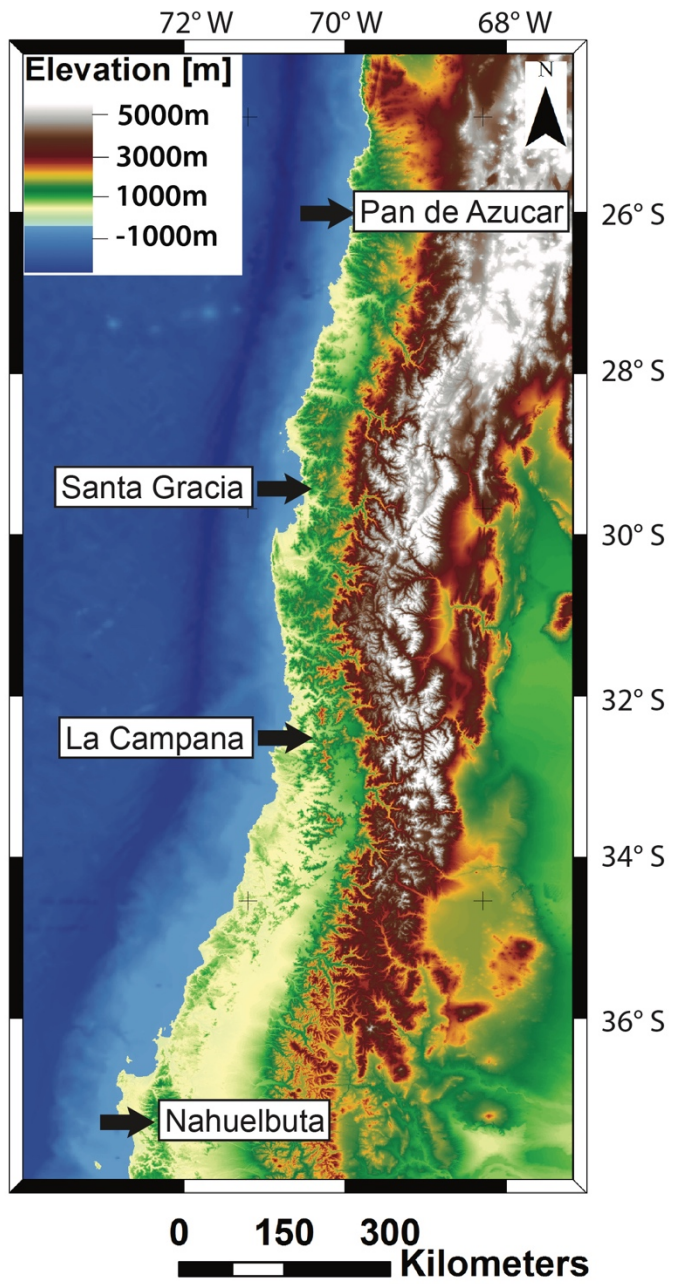 72° W 70° W 68° W
Elevation [m]
5000m
3000m
1000m
-1000m
N
Pan de Azucar
26° S
28° S
Santa Gracia
30° S
32° S
La Campana
34° S
36° S
Nahuelbuta
0 150 300
Kilometers